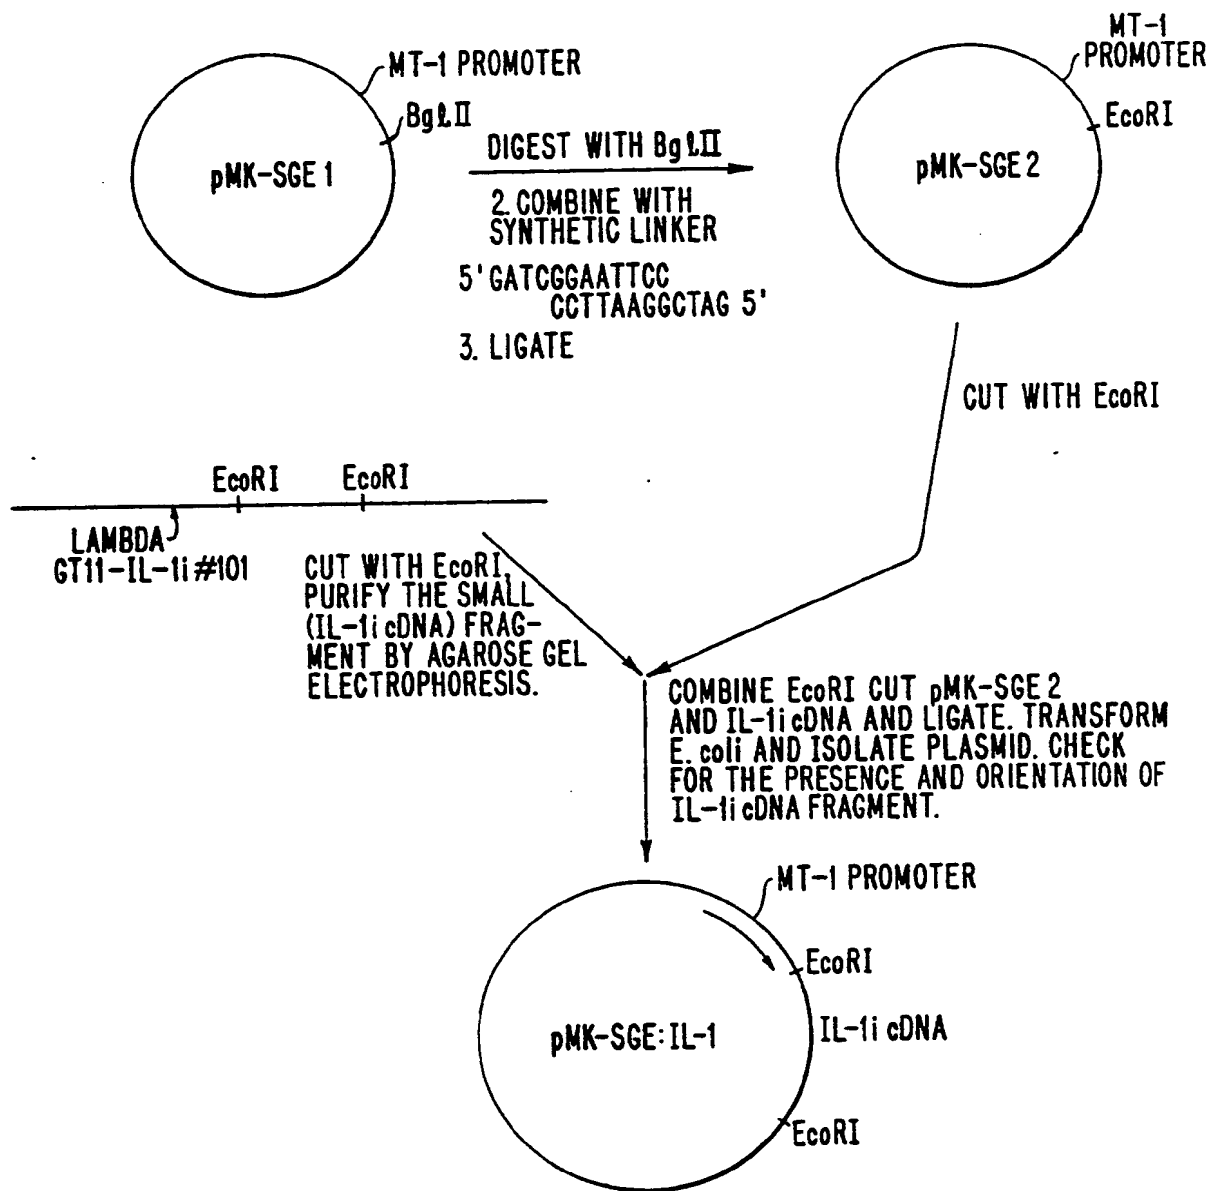 MT-1 PROMOTER
BglII
pMK-SGE 1
DIGEST WITH BglII
2. COMBINE WITH
SYNTHETIC LINKER
5' GATCGGAATTCC
CCTTAAGGCTAG 5'
3. LIGATE
MT-1
PROMOTER
EcoRI
pMK-SGE 2
CUT WITH EcoRI
EcoRI
EcoRI
LAMBDA
GT11-IL-1i #101
CUT WITH EcoRI,
PURIFY THE SMALL
(IL-1i cDNA) FRAG-
MENT BY AGAROSE GEL
ELECTROPHORESIS.
COMBINE EcoRI CUT pMK-SGE 2
AND IL-1i cDNA AND LIGATE. TRANSFORM
E. coli AND ISOLATE PLASMID. CHECK
FOR THE PRESENCE AND ORIENTATION OF
IL-1i cDNA FRAGMENT.
MT-1 PROMOTER
EcoRI
IL-1i cDNA
pMK-SGE:IL-1
EcoRI